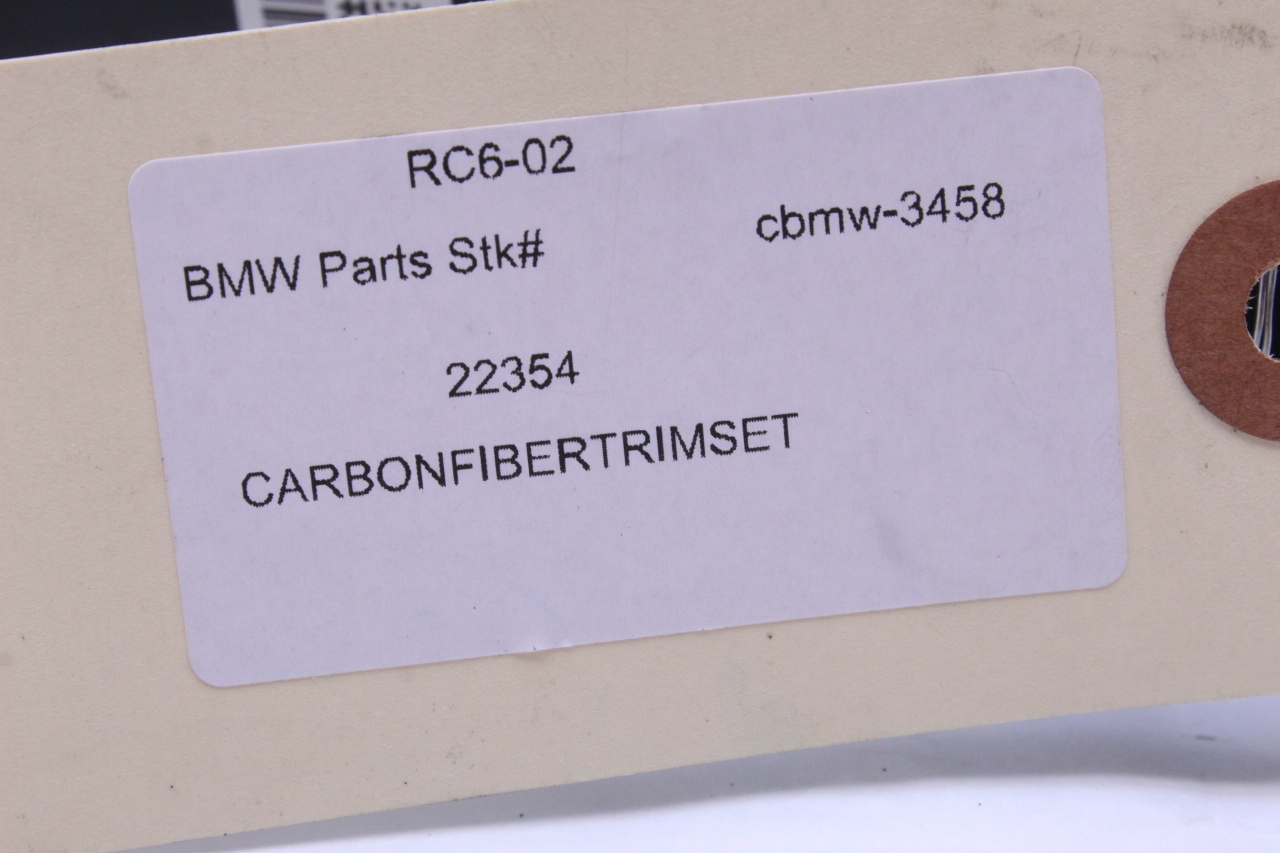 RC6-02
BMW Parts Stk#
cbmw-3458
22354
CARBONFIBERTRIMSET